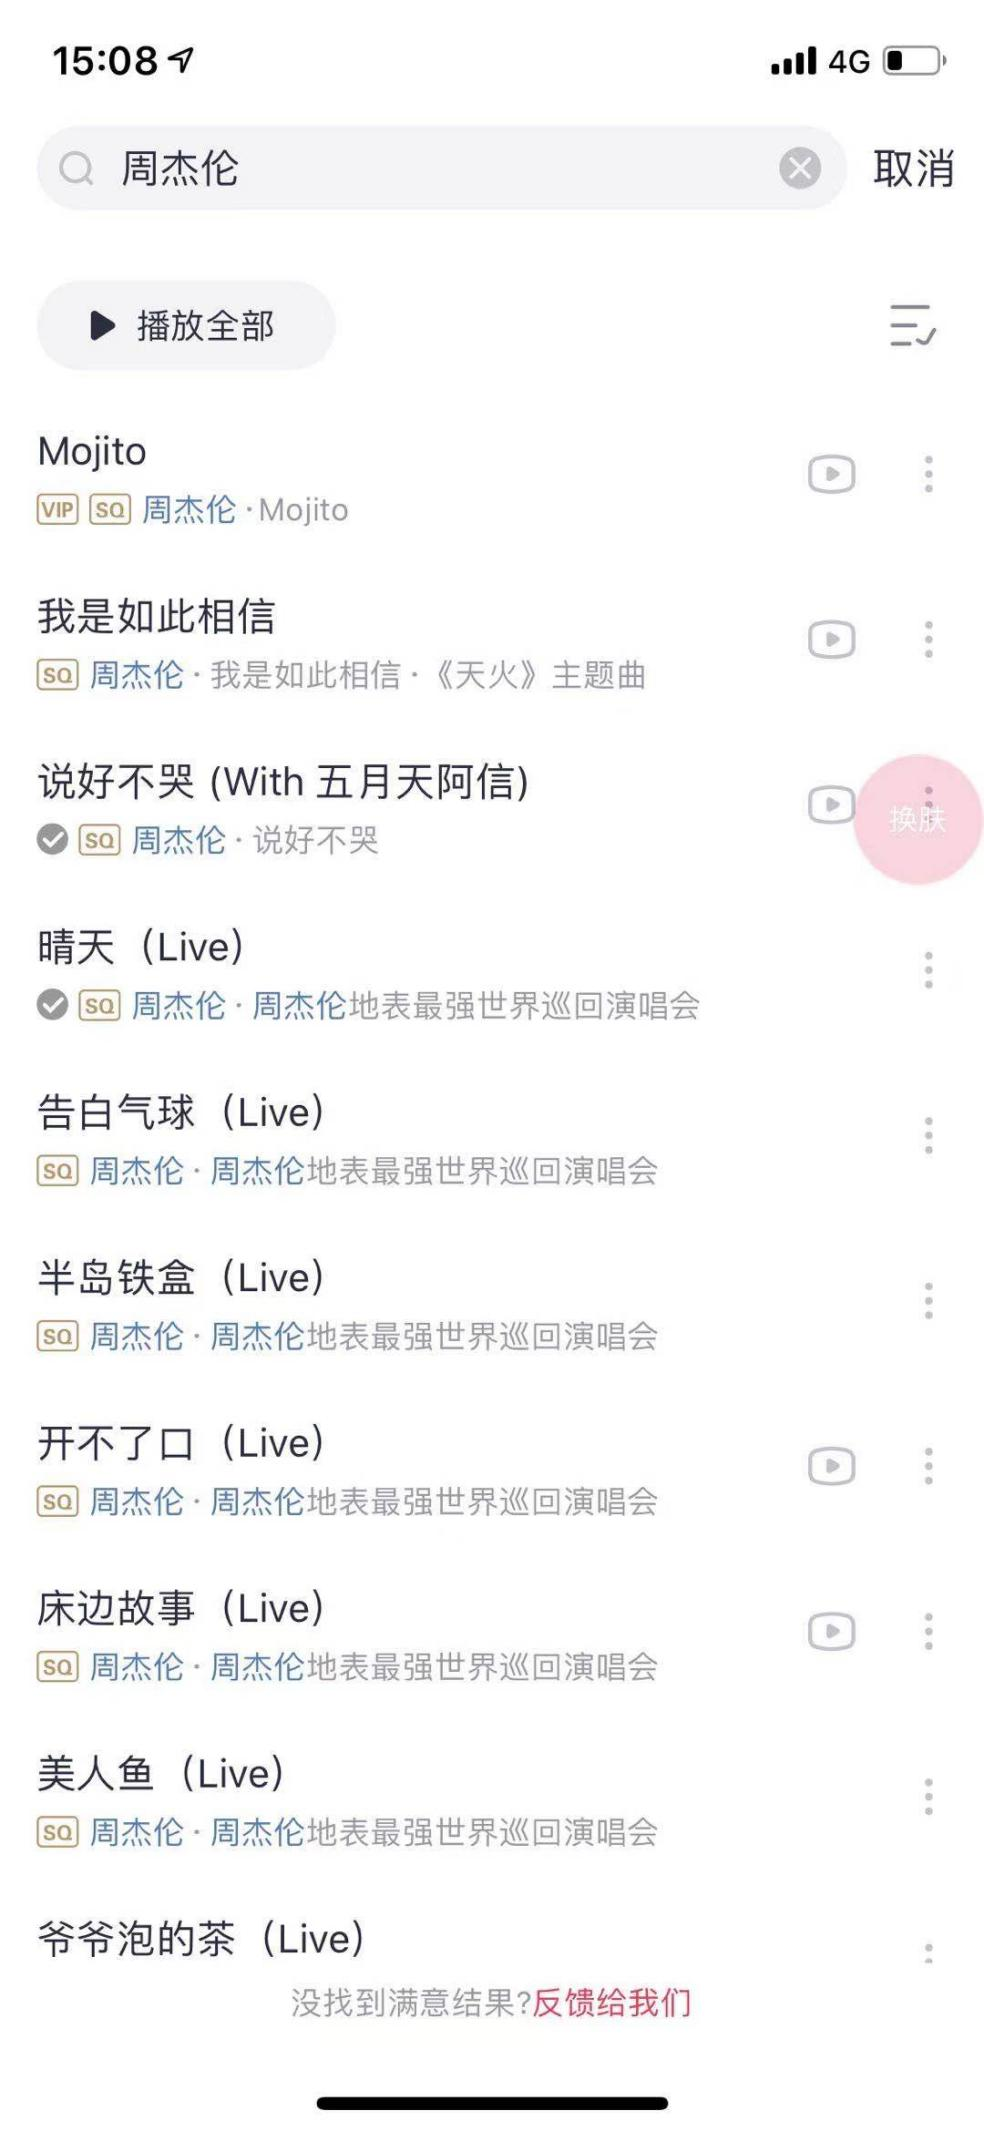 15:08 4G
周杰伦 取消
播放全部
Mojito
VIP SQ 周杰伦 · Mojito
我是如此相信
SQ 周杰伦 · 我是如此相信 · 《天火》主题曲
说好不哭 (With 五月天阿信)
换肤
SQ 周杰伦 · 说好不哭
晴天（Live）
SQ 周杰伦 · 周杰伦地表最强世界巡回演唱会
告白气球（Live）
SQ 周杰伦 · 周杰伦地表最强世界巡回演唱会
半岛铁盒（Live）
SQ 周杰伦 · 周杰伦地表最强世界巡回演唱会
开不了口（Live）
SQ 周杰伦 · 周杰伦地表最强世界巡回演唱会
床边故事（Live）
SQ 周杰伦 · 周杰伦地表最强世界巡回演唱会
美人鱼（Live）
SQ 周杰伦 · 周杰伦地表最强世界巡回演唱会
爷爷泡的茶（Live）
没找到满意结果?反馈给我们